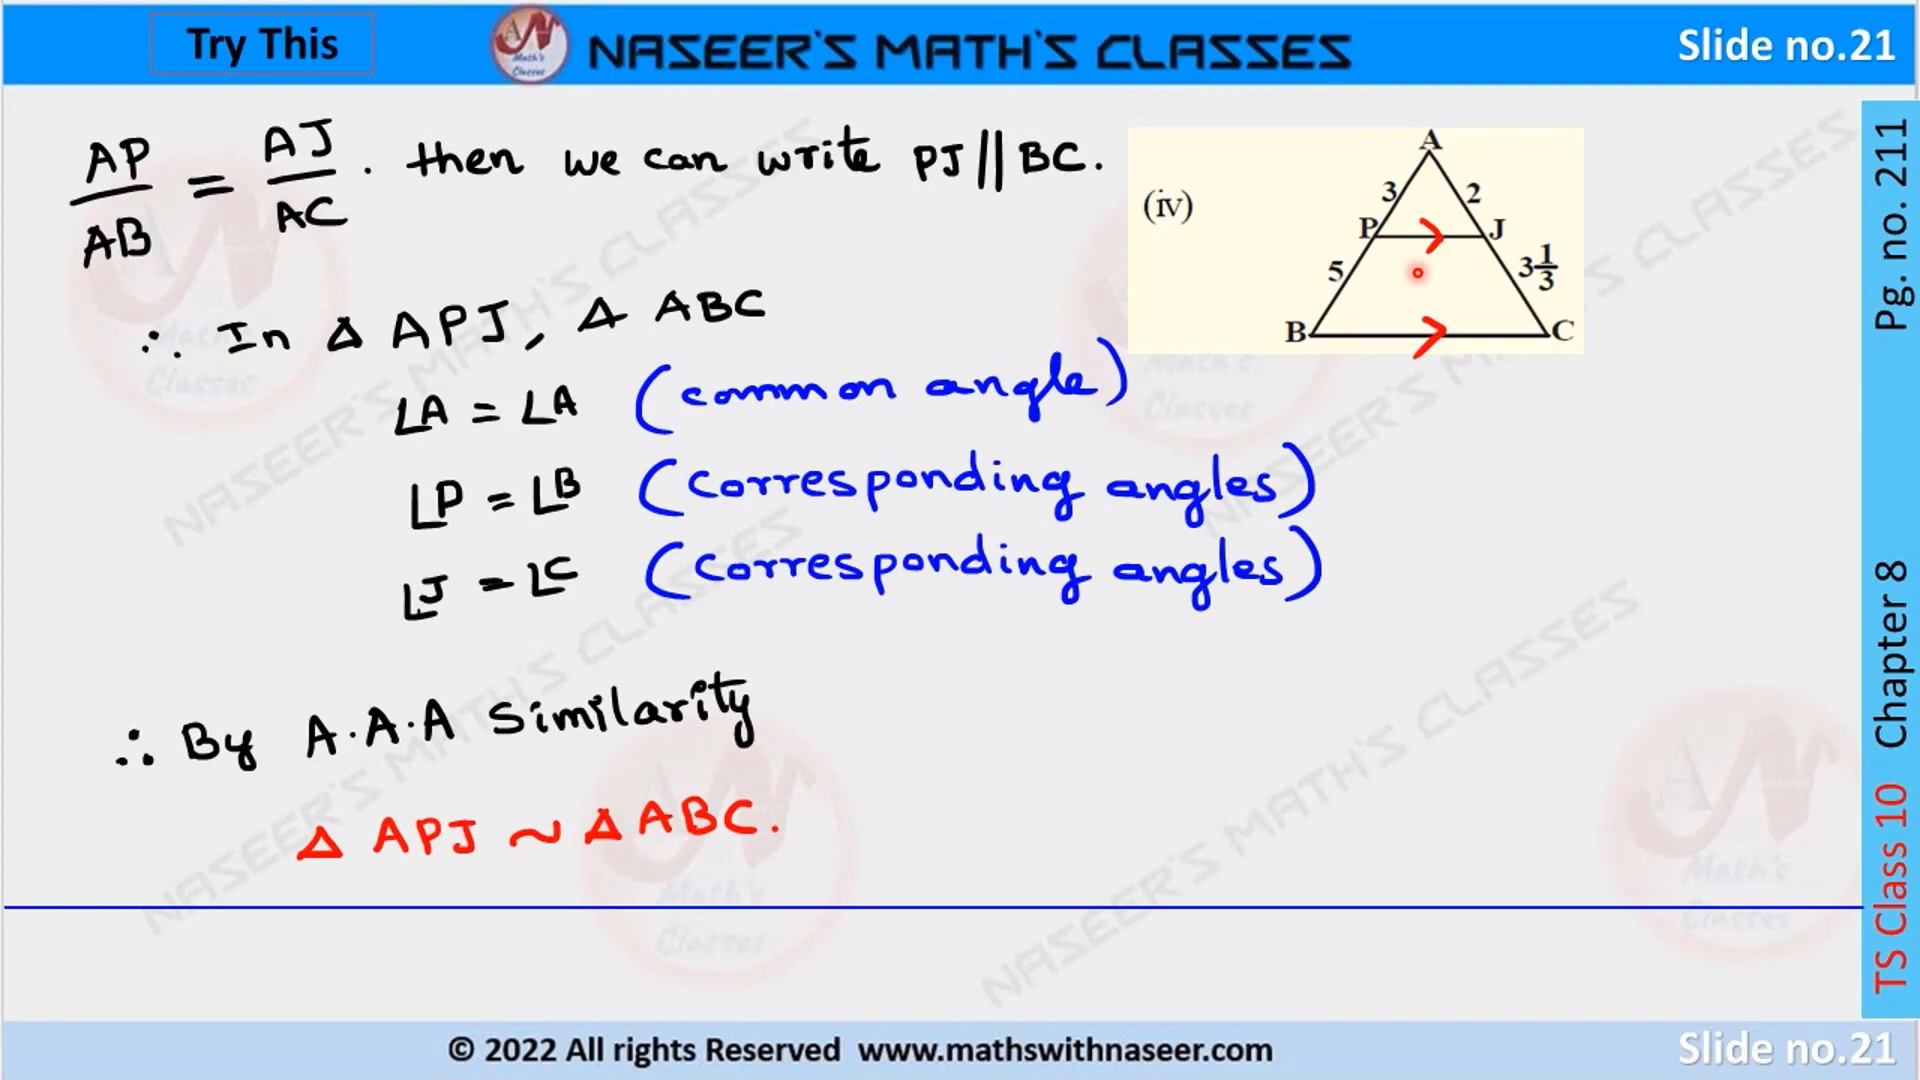 Try This
NASEER'S MATH'S CLASSES
Slide no.21
AP/AB = AJ/AC . then we can write PJ || BC.
(iv)
A
3 2
P J
5 3 1/3
B C
∴ In Δ APJ, Δ ABC
∠A = ∠A (common angle)
∠P = ∠B (corresponding angles)
∠J = ∠C (corresponding angles)
∴ By A.A.A Similarity
Δ APJ ~ Δ ABC.
Pg. no. 211
TS Class 10 Chapter 8
© 2022 All rights Reserved www.mathswithnaseer.com
Slide no.21